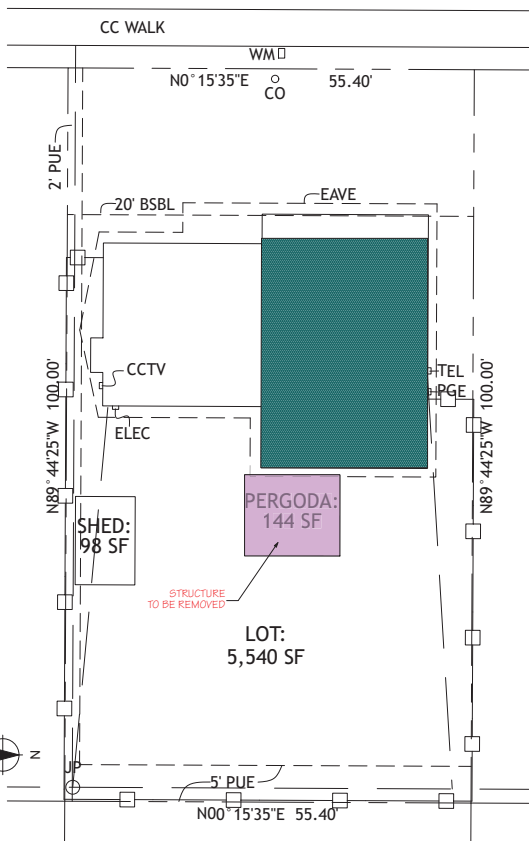 CC WALK
WM
N0°15'35"E 55.40'
CO
2' PUE
20' BSBL
EAVE
CCTV
TEL
PGE
ELEC
N89°44'25"W 100.00'
N89°44'25"W 100.00'
SHED:
98 SF
PERGODA:
144 SF
STRUCTURE
TO BE REMOVED
LOT:
5,540 SF
N
JP
5' PUE
N00°15'35"E 55.40'